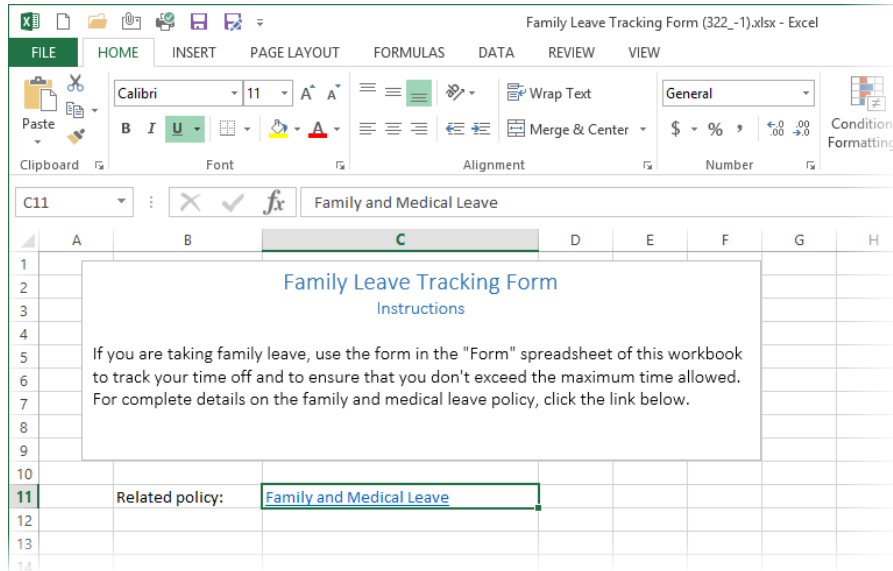 Family Leave Tracking Form (322_-1).xlsx - Excel
FILE HOME INSERT PAGE LAYOUT FORMULAS DATA REVIEW VIEW
Calibri 11 A A Wrap Text General
Paste B I U A Merge & Center $ % , .00 .0 Condition
Formatting
Clipboard Font Alignment Number
C11 fx Family and Medical Leave
A B C D E F G H
1
2 Family Leave Tracking Form
3 Instructions
4
5 If you are taking family leave, use the form in the "Form" spreadsheet of this workbook
6 to track your time off and to ensure that you don't exceed the maximum time allowed.
7 For complete details on the family and medical leave policy, click the link below.
8
9
10
11 Related policy: Family and Medical Leave
12
13
14